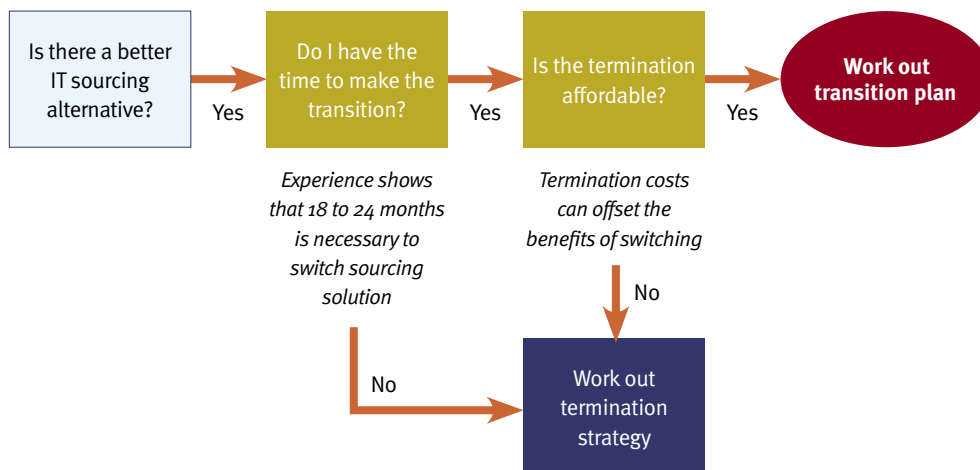 Is there a better
IT sourcing
alternative?
Yes
Do I have the
time to make the
transition?
Yes
Is the termination
affordable?
Yes
Work out
transition plan
Experience shows
that 18 to 24 months
is necessary to
switch sourcing
solution
Termination costs
can offset the
benefits of switching
No
No
Work out
termination
strategy